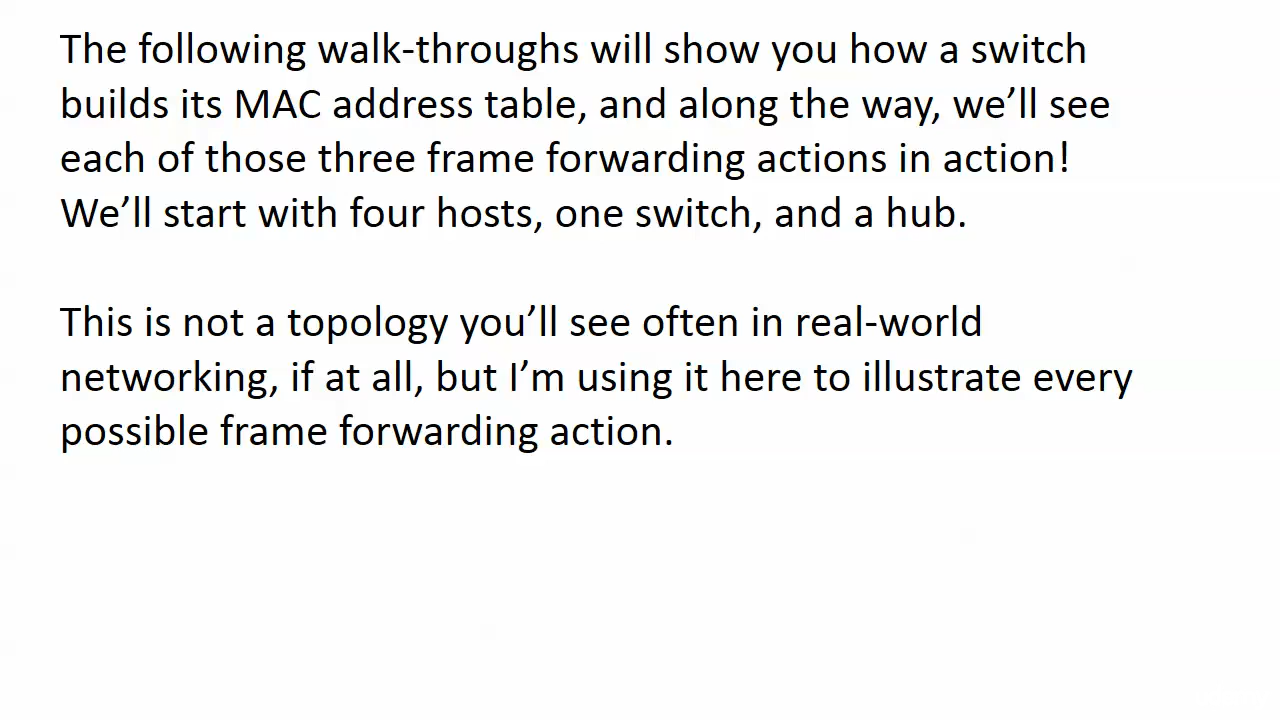 The following walk-throughs will show you how a switch
builds its MAC address table, and along the way, we’ll see
each of those three frame forwarding actions in action!
We’ll start with four hosts, one switch, and a hub.
This is not a topology you’ll see often in real-world
networking, if at all, but I’m using it here to illustrate every
possible frame forwarding action.